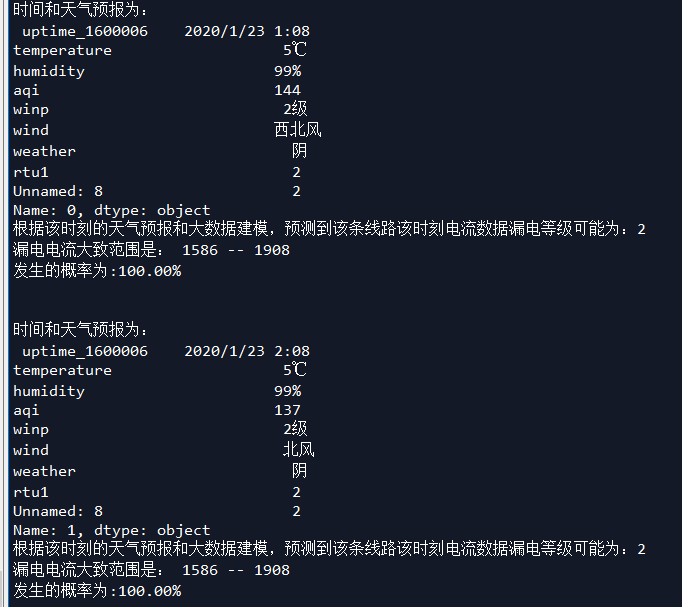 时间和天气预报为:
uptime_1600006    2020/1/23 1:08
temperature                   5℃
humidity                     99%
aqi                          144
winp                          2级
wind                         西北风
weather                        阴
rtu1                           2
Unnamed: 8                     2
Name: 0, dtype: object
根据该时刻的天气预报和大数据建模，预测到该条线路该时刻电流数据漏电等级可能为：2
漏电电流大致范围是： 1586 -- 1908
发生的概率为:100.00%
时间和天气预报为:
uptime_1600006    2020/1/23 2:08
temperature                   5℃
humidity                     99%
aqi                          137
winp                          2级
wind                          北风
weather                        阴
rtu1                           2
Unnamed: 8                     2
Name: 1, dtype: object
根据该时刻的天气预报和大数据建模，预测到该条线路该时刻电流数据漏电等级可能为：2
漏电电流大致范围是： 1586 -- 1908
发生的概率为:100.00%